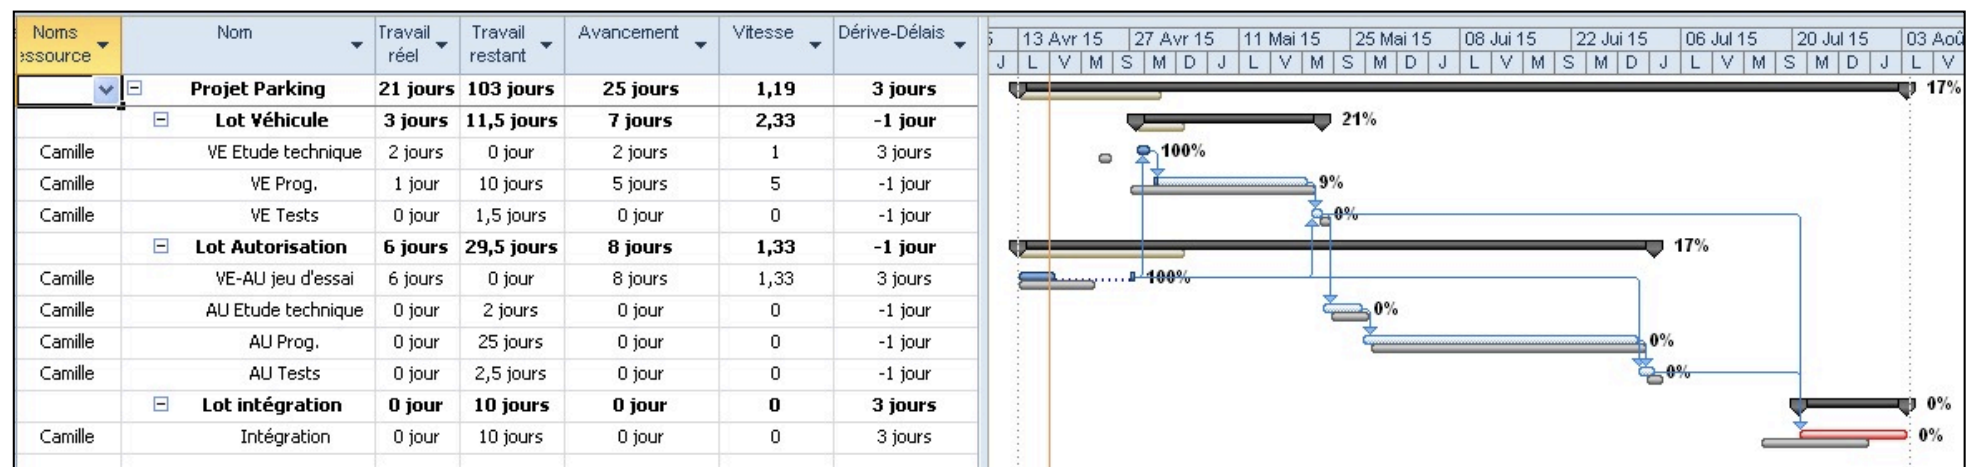 Noms essource Nom Travail réel Travail restant Avancement Vitesse Dérive-Délais
13 Avr 15 27 Avr 15 11 Mai 15 25 Mai 15 08 Jui 15 22 Jui 15 06 Jul 15 20 Jul 15 03 Aoû
J L V M S M D J L V M S M D J L V M S M D J L V M S M D J L V
Projet Parking 21 jours 103 jours 25 jours 1,19 3 jours 17%
Lot Véhicule 3 jours 11,5 jours 7 jours 2,33 -1 jour 21%
Camille VE Etude technique 2 jours 0 jour 2 jours 1 3 jours 100%
Camille VE Prog. 1 jour 10 jours 5 jours 5 -1 jour 9%
Camille VE Tests 0 jour 1,5 jours 0 jour 0 -1 jour 0%
Lot Autorisation 6 jours 29,5 jours 8 jours 1,33 -1 jour 17%
Camille VE-AU jeu d'essai 6 jours 0 jour 8 jours 1,33 3 jours 100%
Camille AU Etude technique 0 jour 2 jours 0 jour 0 -1 jour 0%
Camille AU Prog. 0 jour 25 jours 0 jour 0 -1 jour 0%
Camille AU Tests 0 jour 2,5 jours 0 jour 0 -1 jour 0%
Lot intégration 0 jour 10 jours 0 jour 0 3 jours 0%
Camille Intégration 0 jour 10 jours 0 jour 0 3 jours 0%